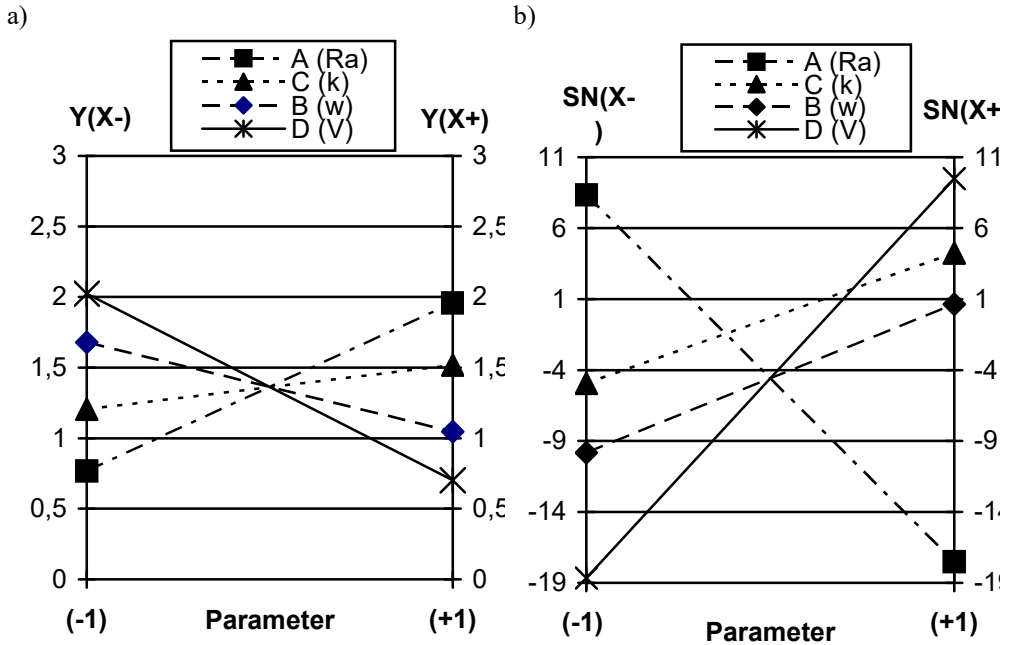 a)
A (Ra)
C (k)
B (w)
D (V)
Y(X-)
Y(X+)
3
2,5
2
1,5
1
0,5
0
3
2,5
2
1,5
1
0,5
0
(-1)
Parameter
(+1)
b)
A (Ra)
C (k)
B (w)
D (V)
SN(X-
)
SN(X+
11
6
1
-4
-9
-14
-19
11
6
1
-4
-9
-14
-19
(-1)
Parameter
(+1)